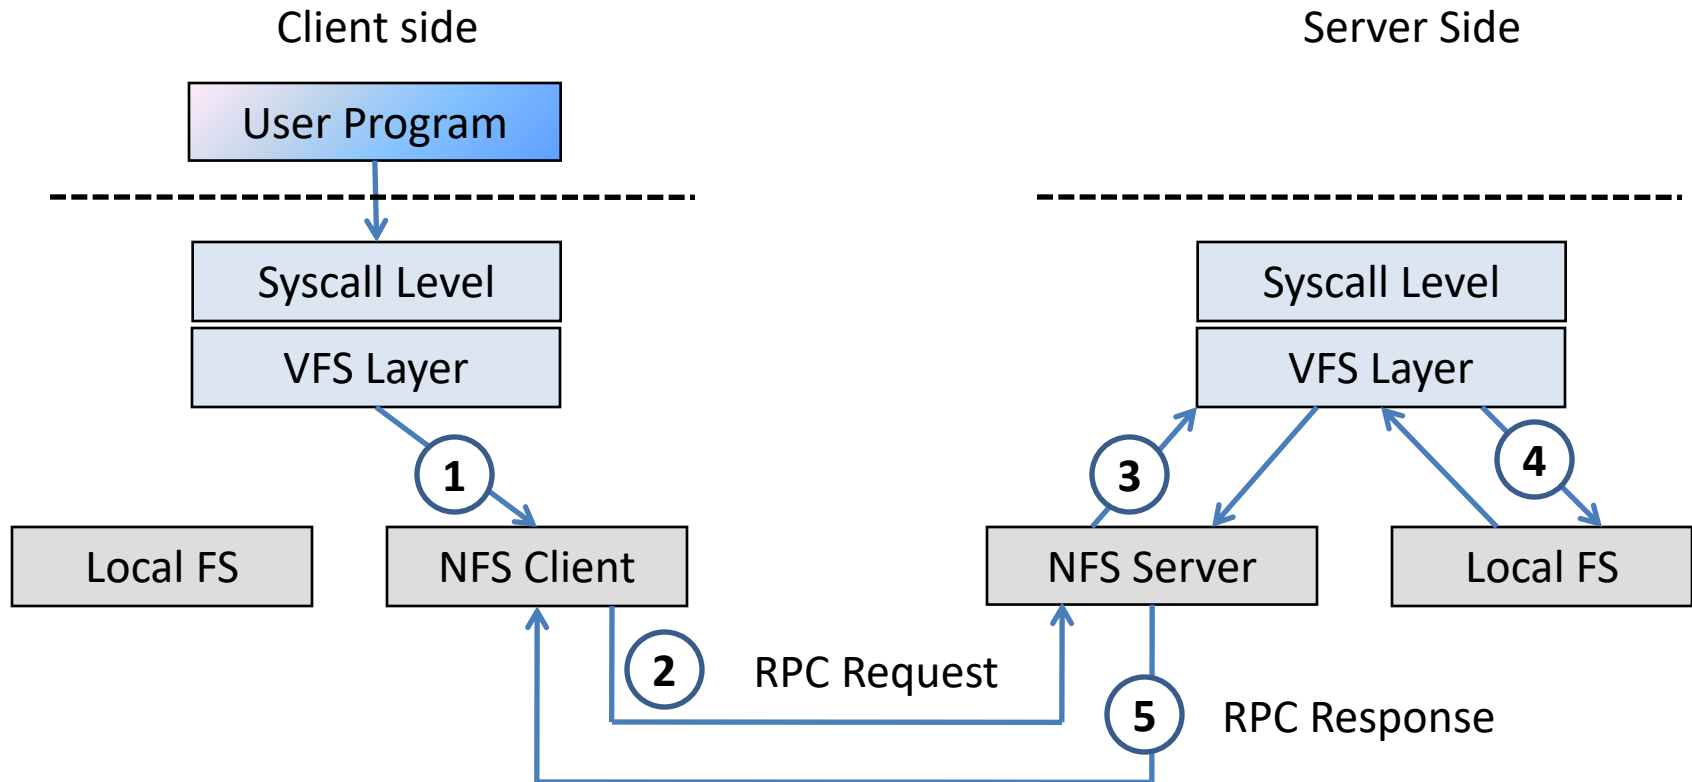 Client side
Server Side
User Program
Syscall Level
Syscall Level
VFS Layer
VFS Layer
1
3
4
Local FS
NFS Client
NFS Server
Local FS
2
RPC Request
5
RPC Response